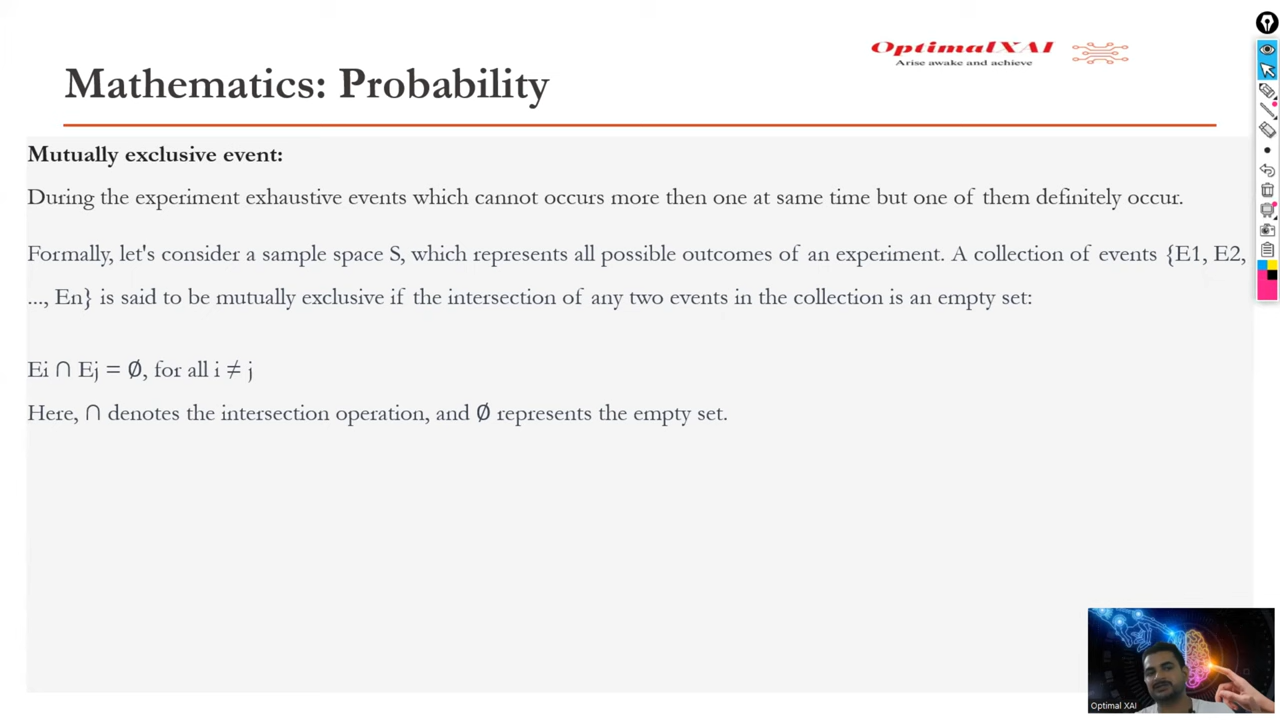 OptimalXAI
Arise awake and achieve
Mathematics: Probability
Mutually exclusive event:
During the experiment exhaustive events which cannot occurs more then one at same time but one of them definitely occur.
Formally, let's consider a sample space S, which represents all possible outcomes of an experiment. A collection of events {E1, E2,
..., En} is said to be mutually exclusive if the intersection of any two events in the collection is an empty set:
Ei ∩ Ej = ∅, for all i ≠ j
Here, ∩ denotes the intersection operation, and ∅ represents the empty set.
Optimal XAI